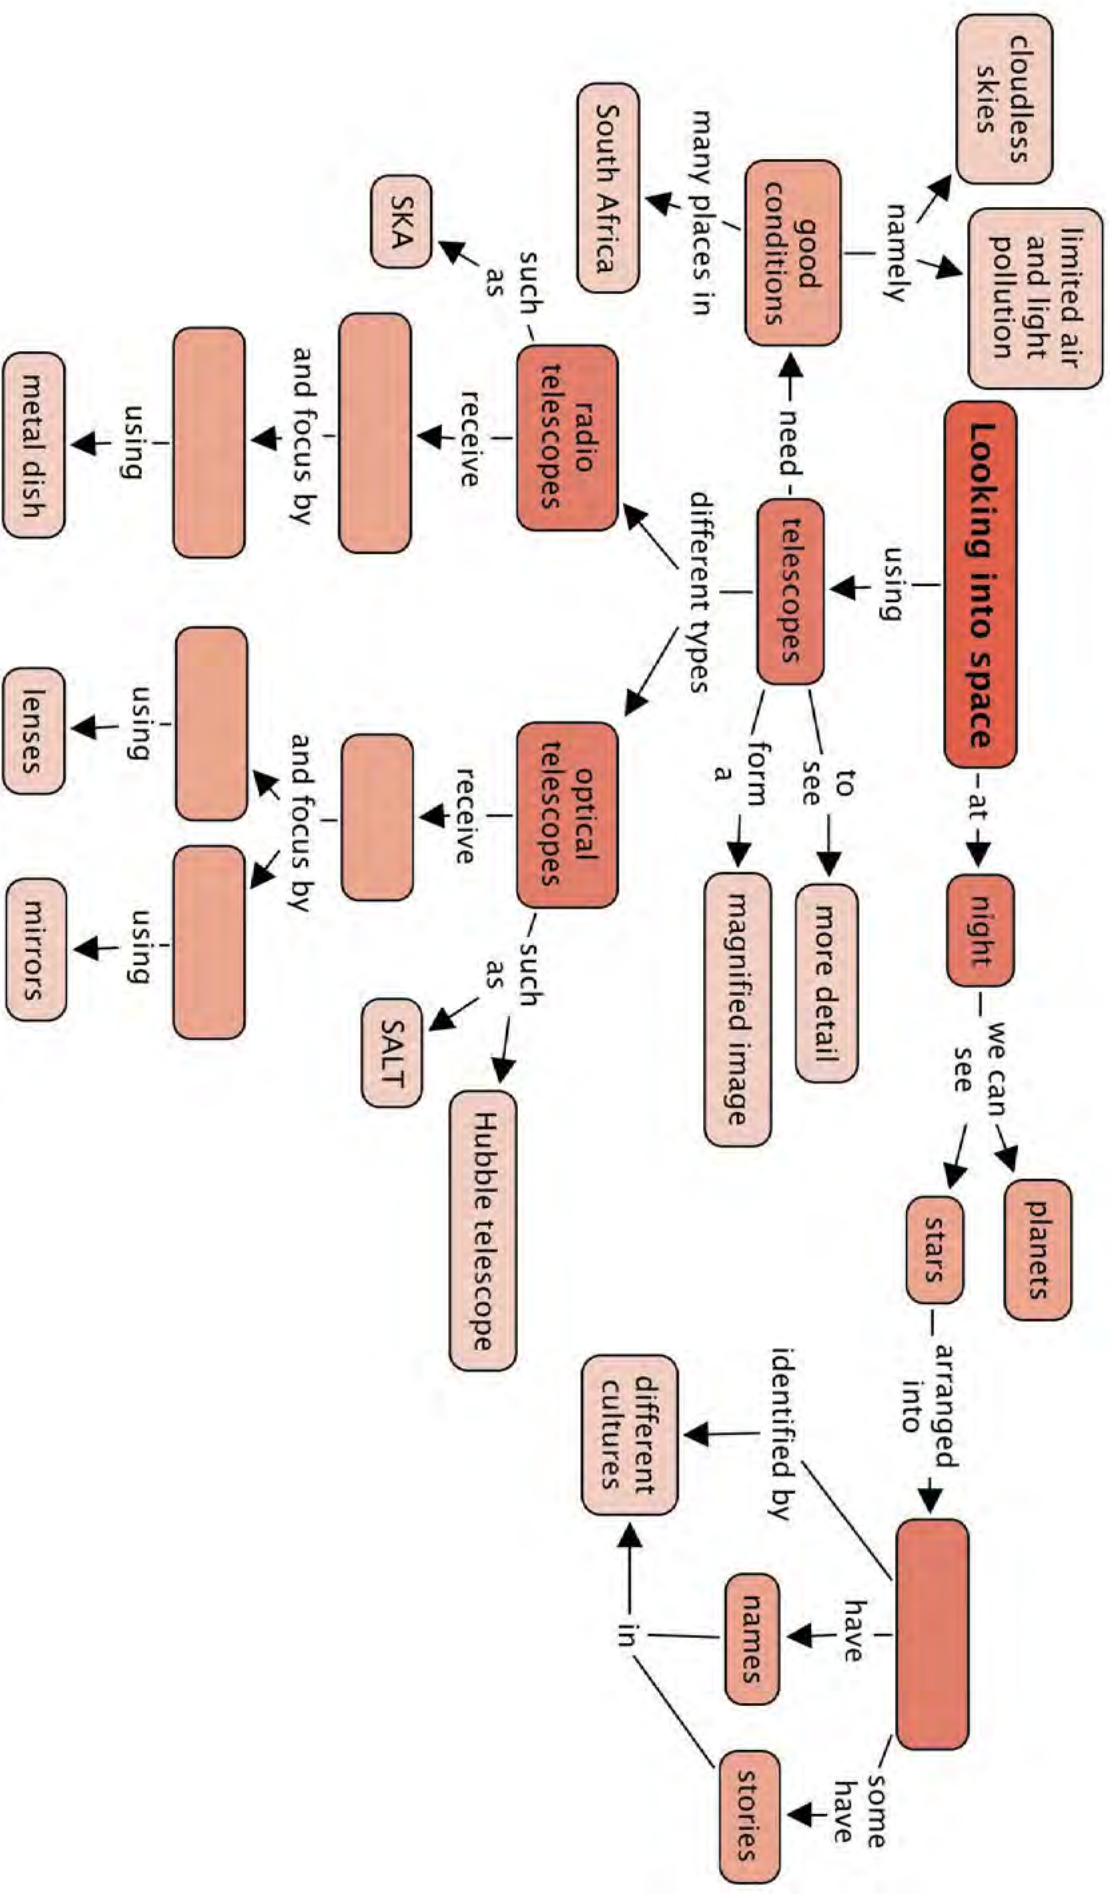 Looking into space
at
night
we can
see
planets
stars
arranged
into
identified by
have
some
have
names
stories
in
different
cultures
using
telescopes
to
see
more detail
form
a
magnified image
need
good
conditions
namely
cloudless
skies
limited air
and light
pollution
many places in
South Africa
different types
radio
telescopes
such
as
SKA
receive
and focus by
using
metal dish
optical
telescopes
such
as
SALT
Hubble telescope
receive
and focus by
using
lenses
using
mirrors